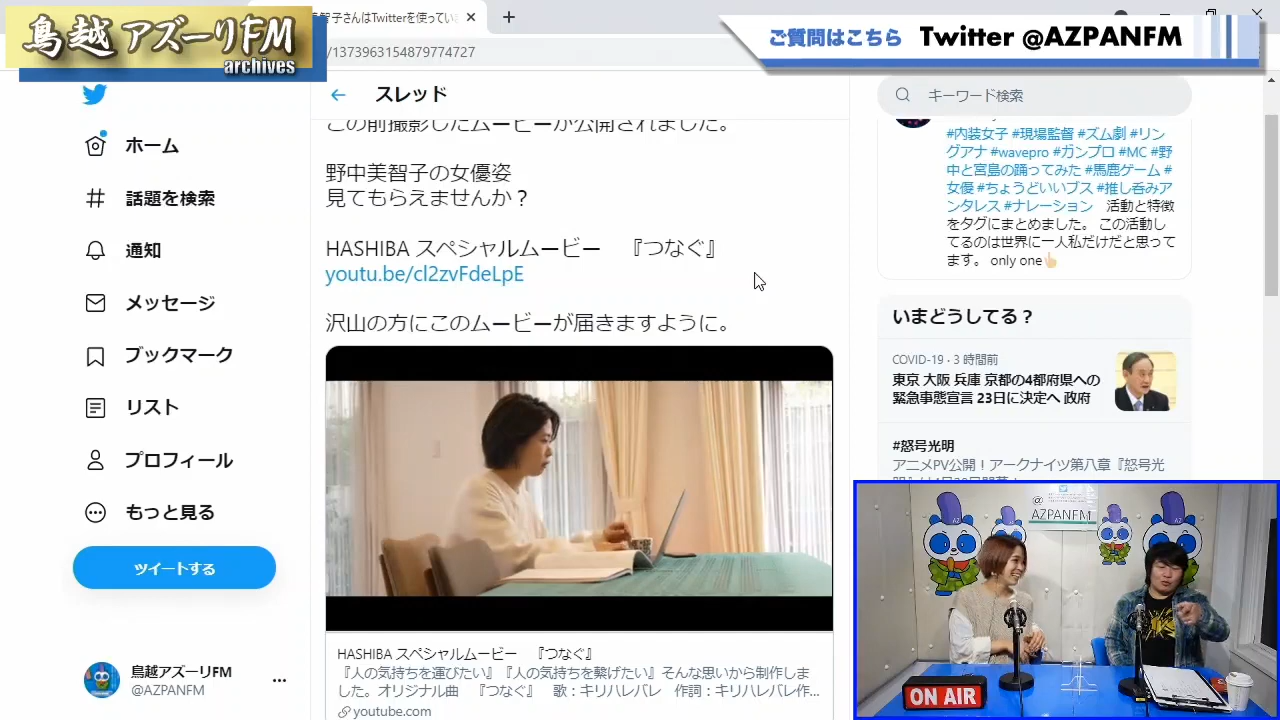 鳥越アズーリFM
archives
智子さんはTwitterを使ってい
ご質問はこちら Twitter @AZPANFM
/1373963154879774727
スレッド
キーワード検索
ホーム
話題を検索
通知
メッセージ
ブックマーク
リスト
プロフィール
もっと見る
ツイートする
鳥越アズーリFM
@AZPANFM
この前撮影したムービーが公開されました。
野中美智子の女優姿
見てもらえませんか？
HASHIBA スペシャルムービー 『つなぐ』
youtu.be/cl2zvFdeLpE
沢山の方にこのムービーが届きますように。
HASHIBA スペシャルムービー 『つなぐ』
『人の気持ちを運びたい』『人の気持ちを繋げたい』そんな思いから制作しま
した。オリジナル曲 『つなぐ』 歌：キリハレバレ 作詞：キリハレバレ作...
youtube.com
#内装女子 #現場監督 #ズム劇 #リン
グアナ #wavepro #ガンプロ #MC #野
中と宮島の踊ってみた #馬鹿ゲーム #
女優 #ちょうどいいブス #推し呑みア
ンタレス #ナレーション 活動と特徴
をタグにまとめました。 この活動し
てるのは世界に一人私だけだと思って
ます。 only one👆🏻
いまどうしてる？
COVID-19 · 3 時間前
東京 大阪 兵庫 京都の4都府県への
緊急事態宣言 23日に決定へ 政府
#怒号光明
アニメPV公開！アークナイツ第八章『怒号光
@
AZPANFM
ON AIR